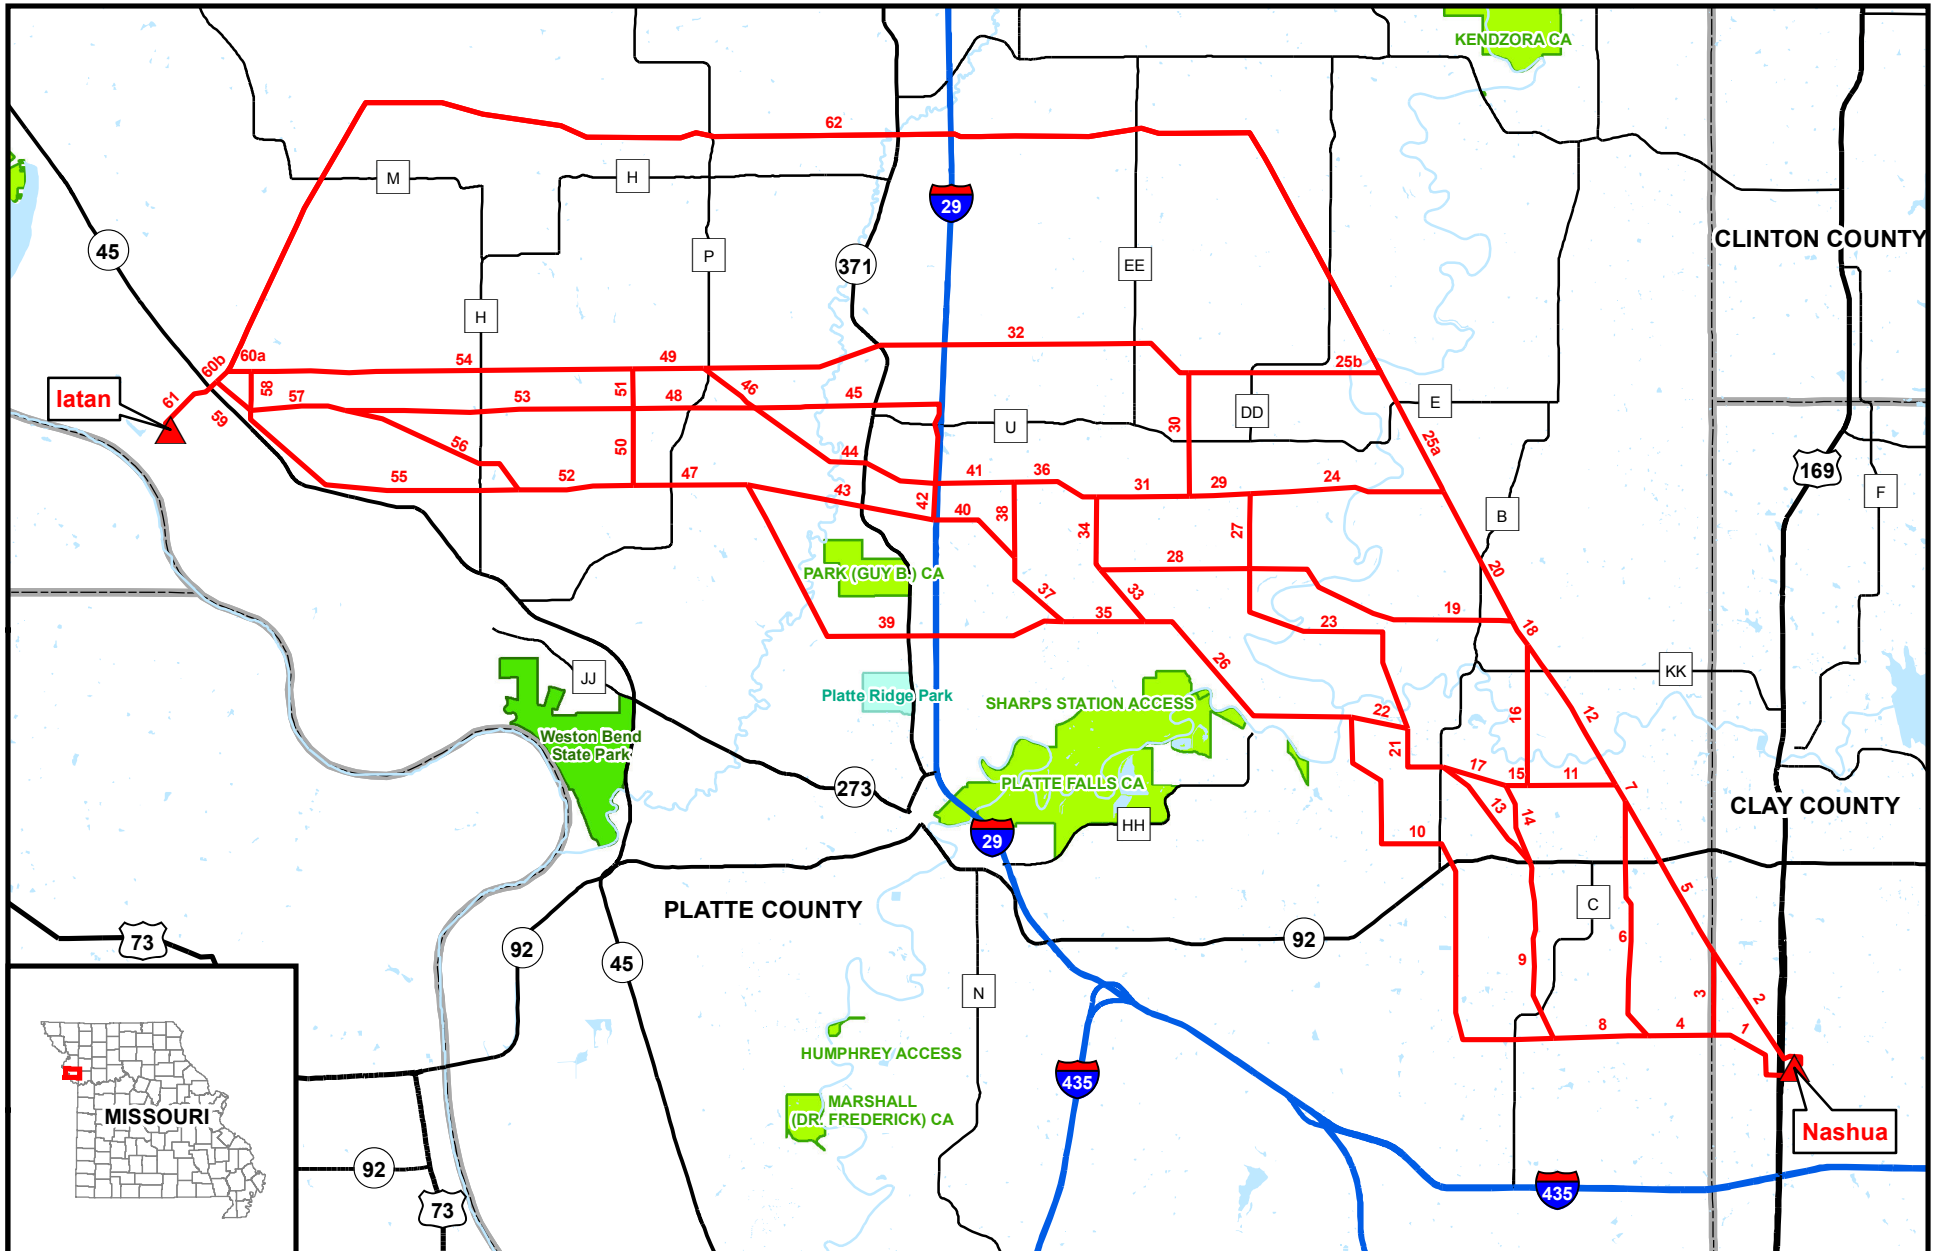 KENDZORA CA
62
M
H
29
CLINTON COUNTY
45
P
371
EE
H
32
60a
54
49
25b
60b
58
57
51
46
45
53
48
Iatan
61
59
E
DD
U
30
25a
56
50
44
169
55
52
47
43
42
41
36
31
29
24
F
B
40
38
34
27
28
20
PARK (GUY B.) CA
37
33
35
19
39
23
18
26
KK
JJ
Platte Ridge Park
SHARPS STATION ACCESS
22
16
12
Weston Bend
State Park
21
17
15
11
7
273
PLATTE FALLS CA
CLAY COUNTY
13
14
HH
29
10
5
C
PLATTE COUNTY
73
92
45
92
6
9
N
3
2
8
4
1
HUMPHREY ACCESS
435
MISSOURI
MARSHALL
(DR. FREDERICK) CA
Nashua
92
435
73